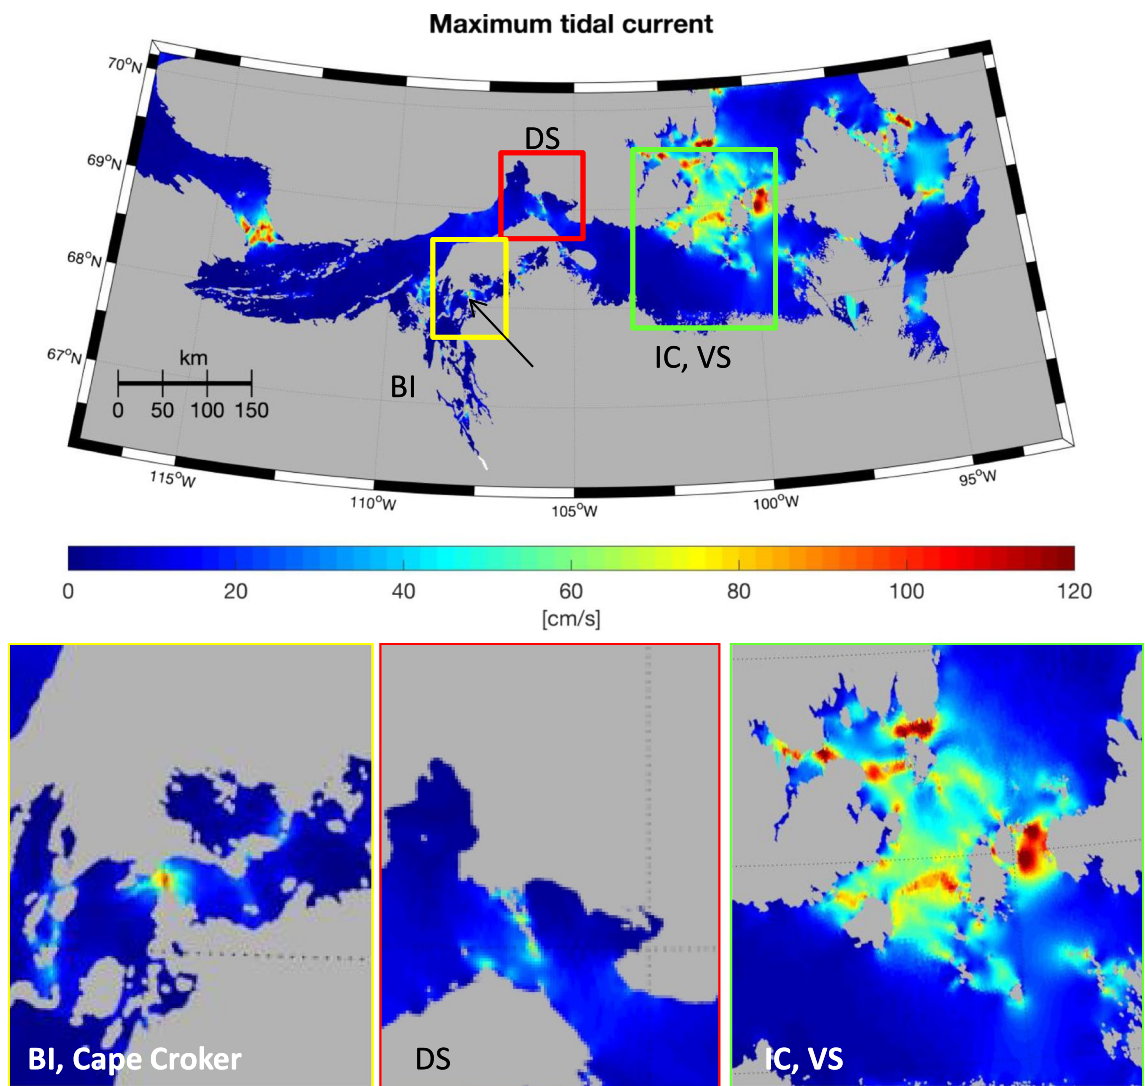 Maximum tidal current
70°N
69°N
68°N
67°N
DS
IC, VS
BI
km
0 50 100 150
115°W
110°W
105°W
100°W
95°W
0 20 40 60 80 100 120
[cm/s]
BI, Cape Croker
DS
IC, VS